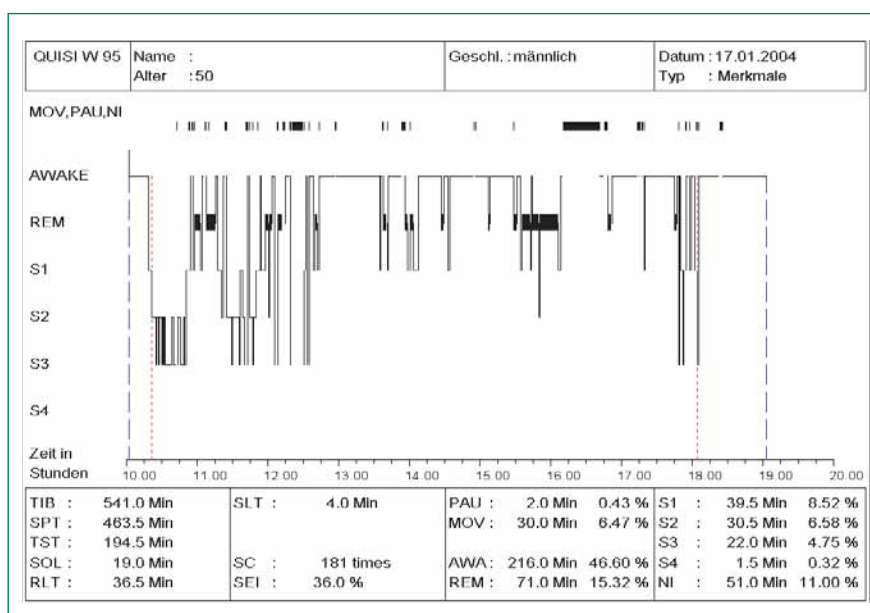 QUISI W 95 Name : Geschl. : männlich Datum : 17.01.2004
Alter : 50 Typ : Merkmale
MOV,PAU,NI
AWAKE
REM
S1
S2
S3
S4
Zeit in
Stunden
10 00 11 00 12 00 13 00 14 00 15 00 16 00 17 00 18 00 19 00 20 00
TIB : 541.0 Min SLT : 4.0 Min PAU : 2.0 Min 0.43 % S1 : 39.5 Min 8.52 %
SPT : 463.5 Min MOV : 30.0 Min 6.47 % S2 : 30.5 Min 6.58 %
TST : 194.5 Min S3 : 22.0 Min 4.75 %
SOL : 19.0 Min SC : 181 times AWA : 216.0 Min 46.60 % S4 : 1.5 Min 0.32 %
RLT : 36.5 Min SEI : 36.0 % REM : 71.0 Min 15.32 % NI : 51.0 Min 11.00 %